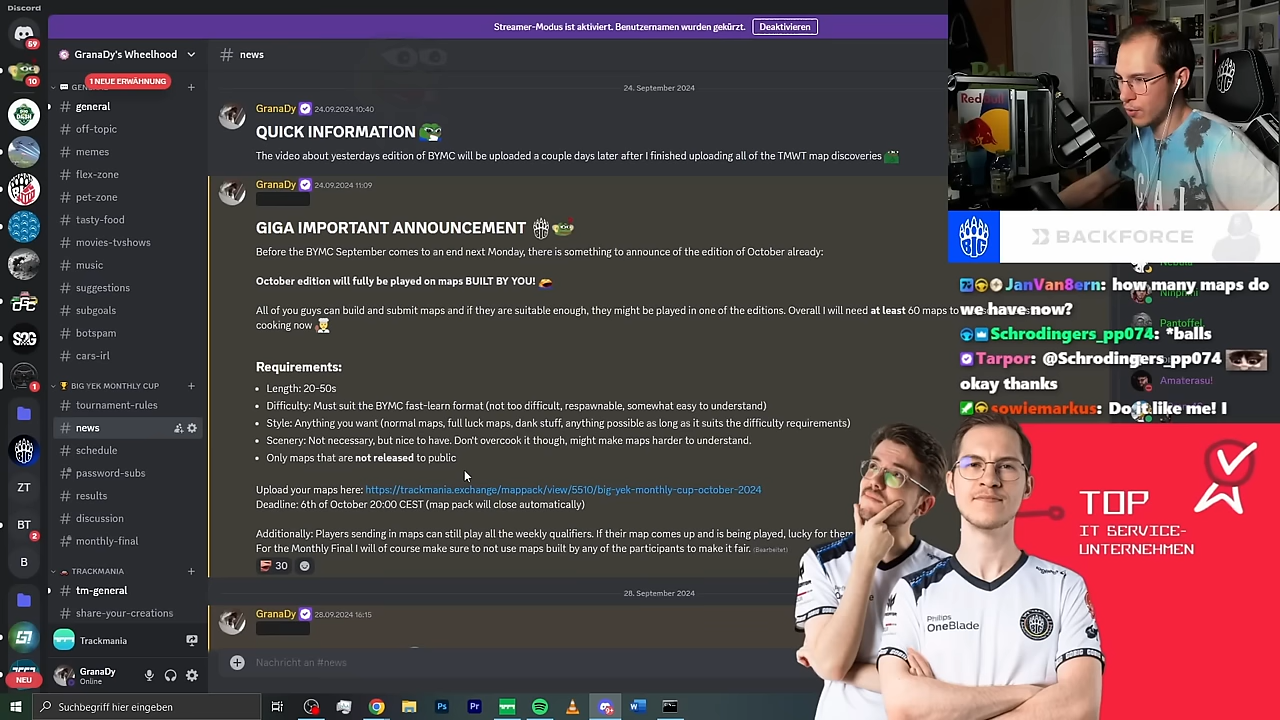 Discord
Streamer-Modus ist aktiviert. Benutzernamen wurden gekürzt.
Deaktivieren
GranaDy's Wheelhood
# news
1 NEUE ERWÄHNUNG
69
10
1
2
NEU
ZT
BT
B
general
off-topic
memes
flex-zone
pet-zone
tasty-food
movies-tvshows
music
suggestions
subgoals
botspam
cars-irl
BIG YEK MONTHLY CUP
tournament-rules
news
schedule
password-subs
results
discussion
monthly-final
TRACKMANIA
tm-general
share-your-creations
Trackmania
GranaDy
Online
24. September 2024
GranaDy 24.09.2024 10:40
QUICK INFORMATION
The video about yesterdays edition of BYMC will be uploaded a couple days later after I finished uploading all of the TMWT map discoveries
GranaDy 24.09.2024 11:09
GIGA IMPORTANT ANNOUNCEMENT
Before the BYMC September comes to an end next Monday, there is something to announce of the edition of October already:
October edition will fully be played on maps BUILT BY YOU!
All of you guys can build and submit maps and if they are suitable enough, they might be played in one of the editions. Overall I will need at least 60 maps to
cooking now
Requirements:
• Length: 20-50s
• Difficulty: Must suit the BYMC fast-learn format (not too difficult, respawnable, somewhat easy to understand)
• Style: Anything you want (normal maps, full luck maps, dank stuff, anything possible as long as it suits the difficulty requirements)
• Scenery: Not necessary, but nice to have. Don't overcook it though, might make maps harder to understand.
• Only maps that are not released to public
Upload your maps here: https://trackmania.exchange/mappack/view/5510/big-yek-monthly-cup-october-2024
Deadline: 6th of October 20:00 CEST (map pack will close automatically)
Additionally: Players sending in maps can still play all the weekly qualifiers. If their map comes up and is being played, lucky for them
For the Monthly Final I will of course make sure to not use maps built by any of the participants to make it fair. (Bearbeitet)
30
28. September 2024
GranaDy 28.09.2024 16:15
Nachricht an #news
Suchbegriff hier eingeben
Red Bull
BIG
BACKFORCE
JanVan8ern: how many maps do
we have now?
Schrodingers_pp074: *balls
Tarpor: @Schrodingers_pp074
okay thanks
sowiemarkus: Do it like me! I
Pantoffel
Amaterasu!
TOP
IT SERVICE-
UNTERNEHMEN
Philips
OneBlade